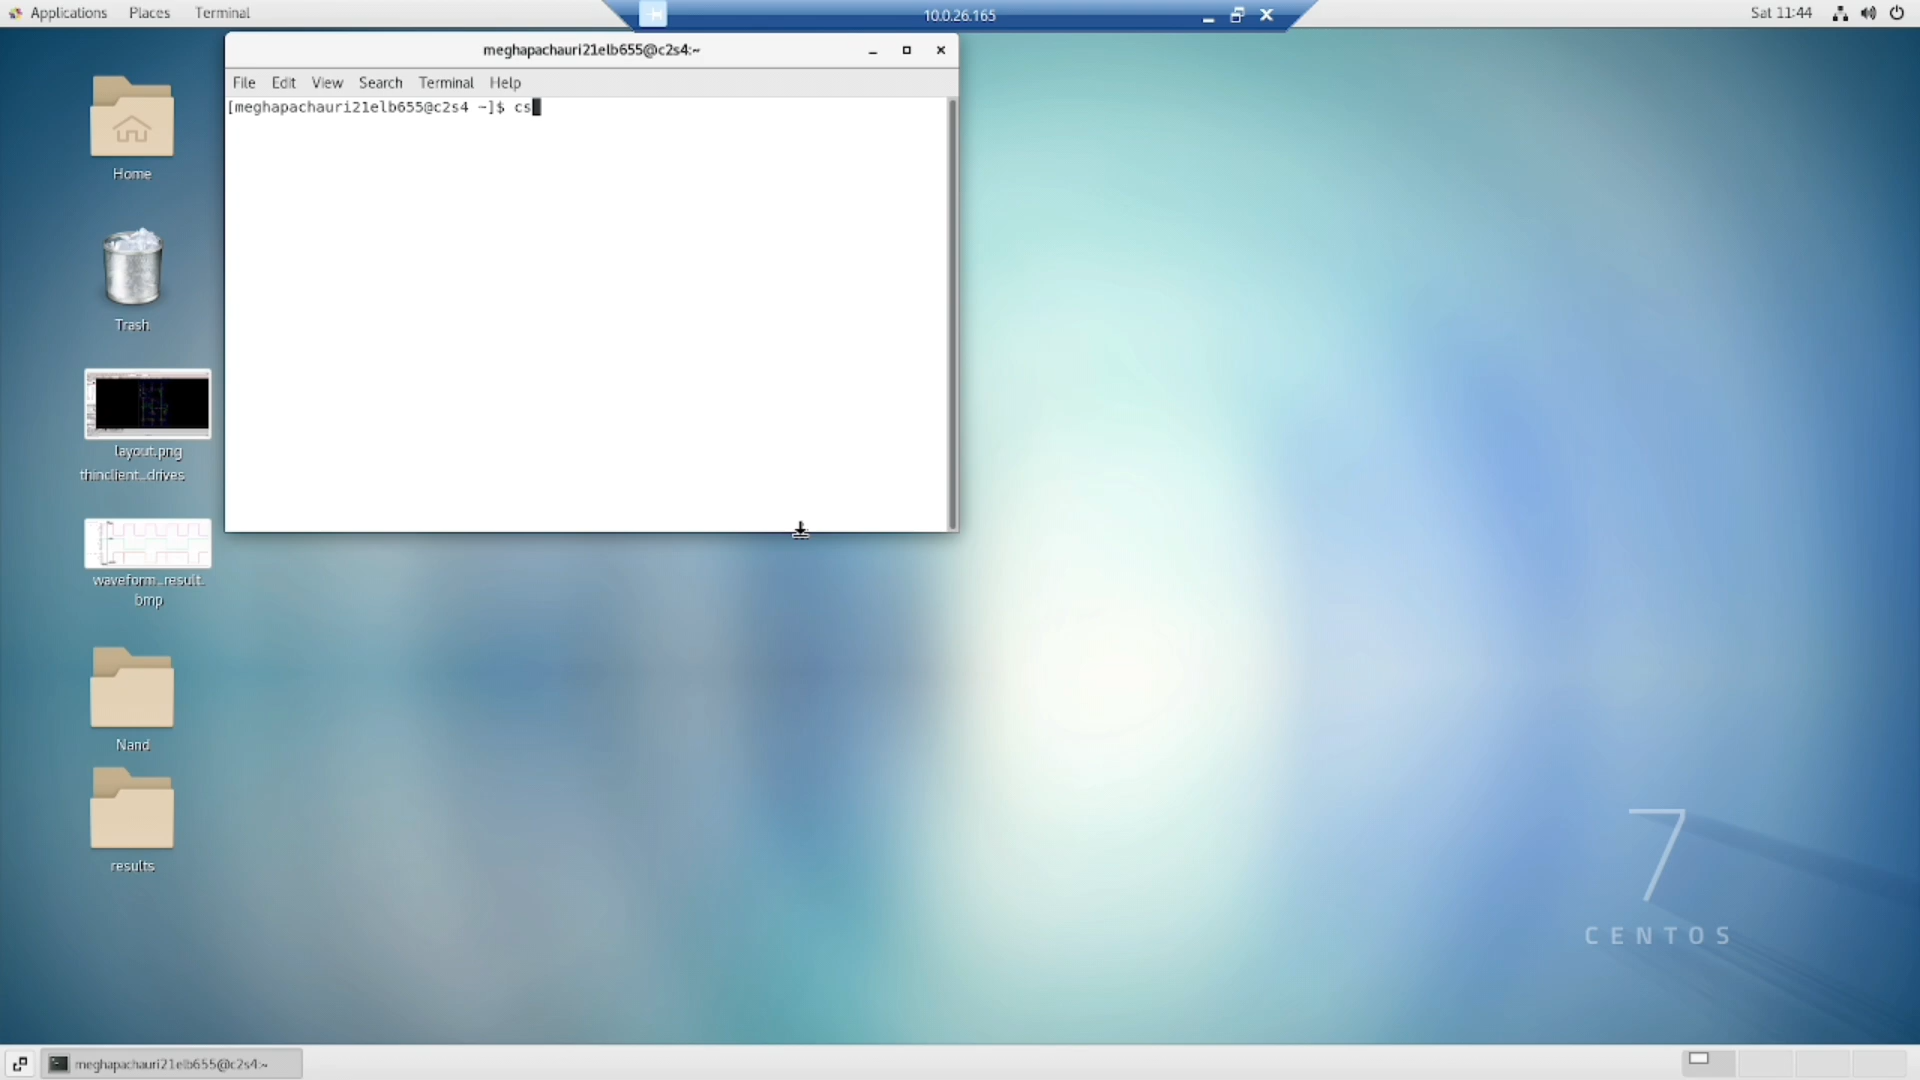 Applications Places Terminal
10.0.26.165
Sat 11:44
meghapachauri21elb655@c2s4:~
File Edit View Search Terminal Help
[meghapachauri21elb655@c2s4 ~]$ cs
Home
Trash
layout.png
thinclient_drives
waveform_result.
bmp
Nand
results
7
CENTOS
meghapachauri21elb655@c2s4:~